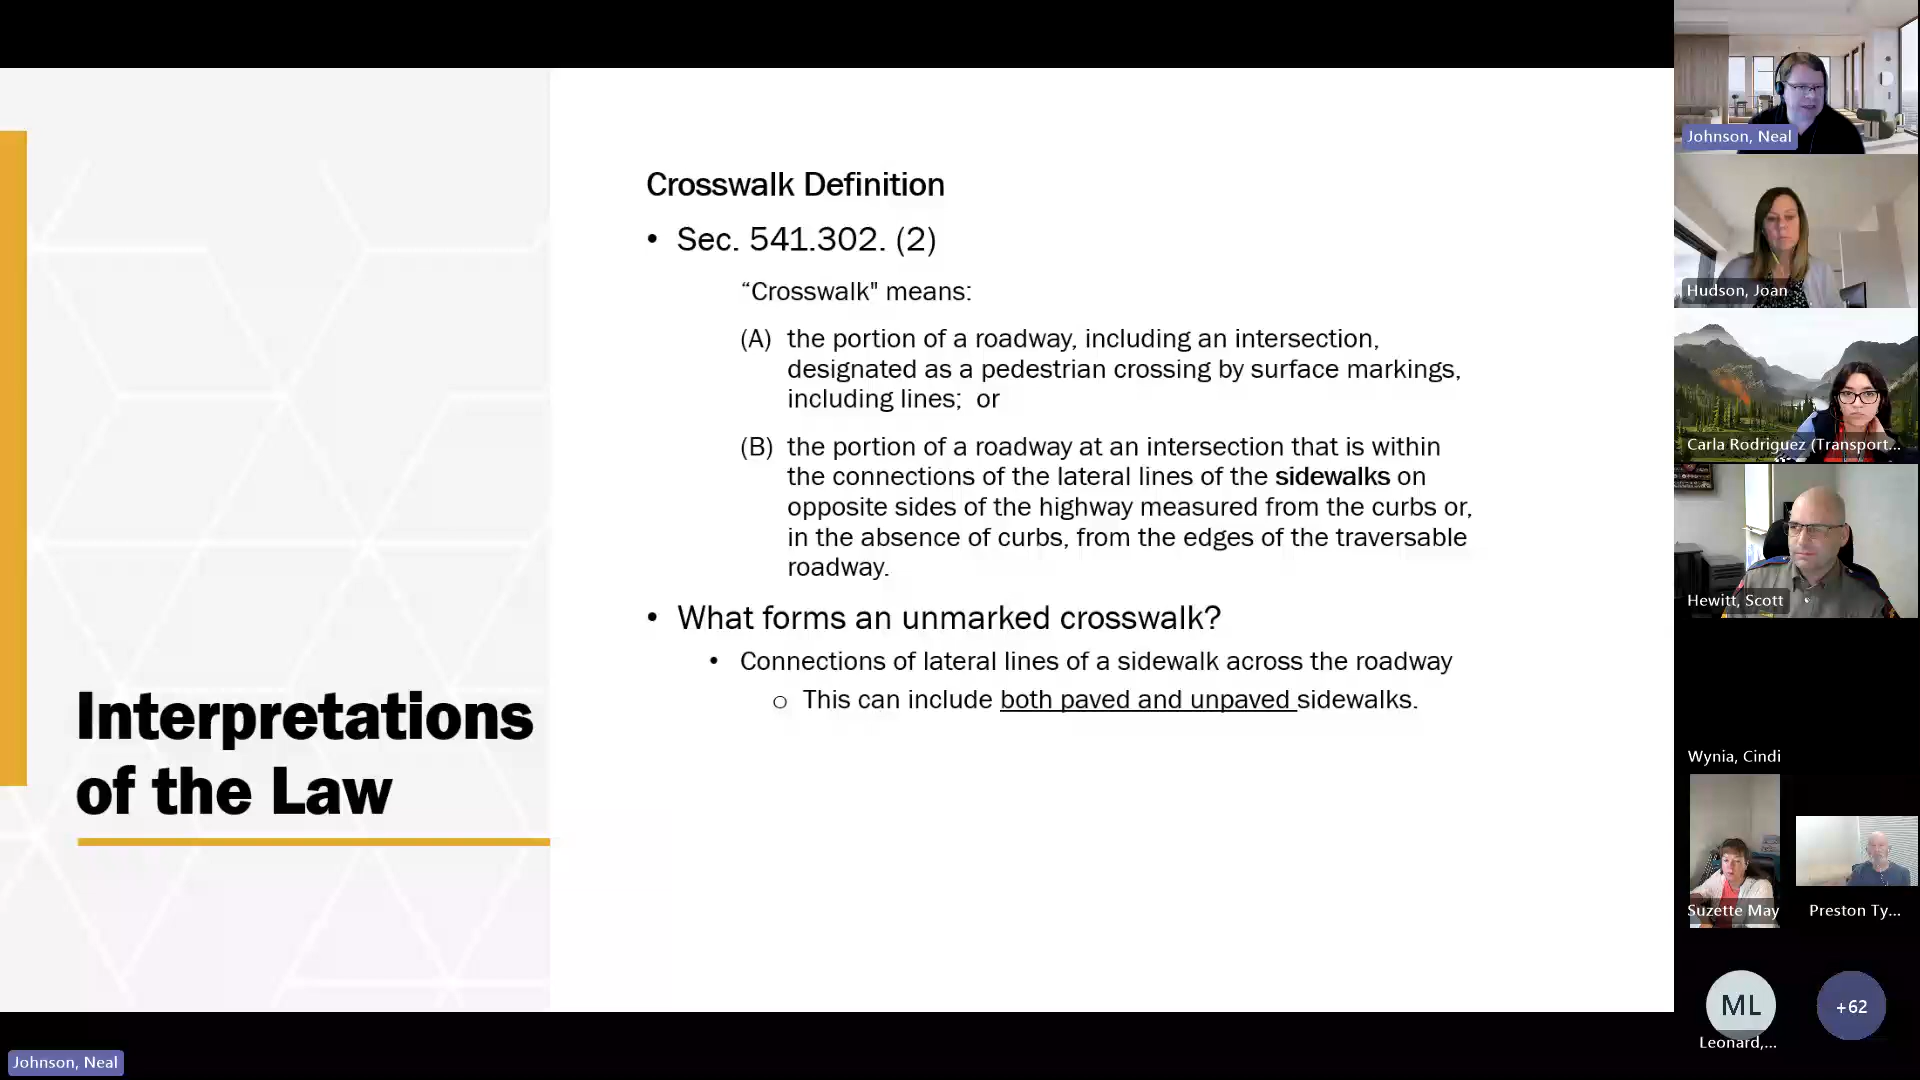 Interpretations
of the Law
Crosswalk Definition
• Sec. 541.302. (2)
“Crosswalk" means:
(A) the portion of a roadway, including an intersection,
designated as a pedestrian crossing by surface markings,
including lines; or
(B) the portion of a roadway at an intersection that is within
the connections of the lateral lines of the sidewalks on
opposite sides of the highway measured from the curbs or,
in the absence of curbs, from the edges of the traversable
roadway.
• What forms an unmarked crosswalk?
• Connections of lateral lines of a sidewalk across the roadway
o This can include both paved and unpaved sidewalks.
Johnson, Neal
Hudson, Joan
Carla Rodriguez (Transport...
Hewitt, Scott
Wynia, Cindi
Suzette May
Preston Ty...
ML
+62
Leonard,...
Johnson, Neal